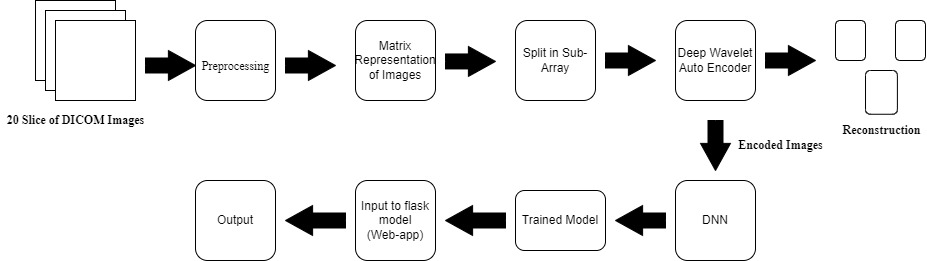 20 Slice of DICOM Images
Preprocessing
Matrix
Representation
of Images
Split in Sub-
Array
Deep Wavelet
Auto Encoder
Reconstruction
Encoded Images
DNN
Trained Model
Input to flask
model
(Web-app)
Output